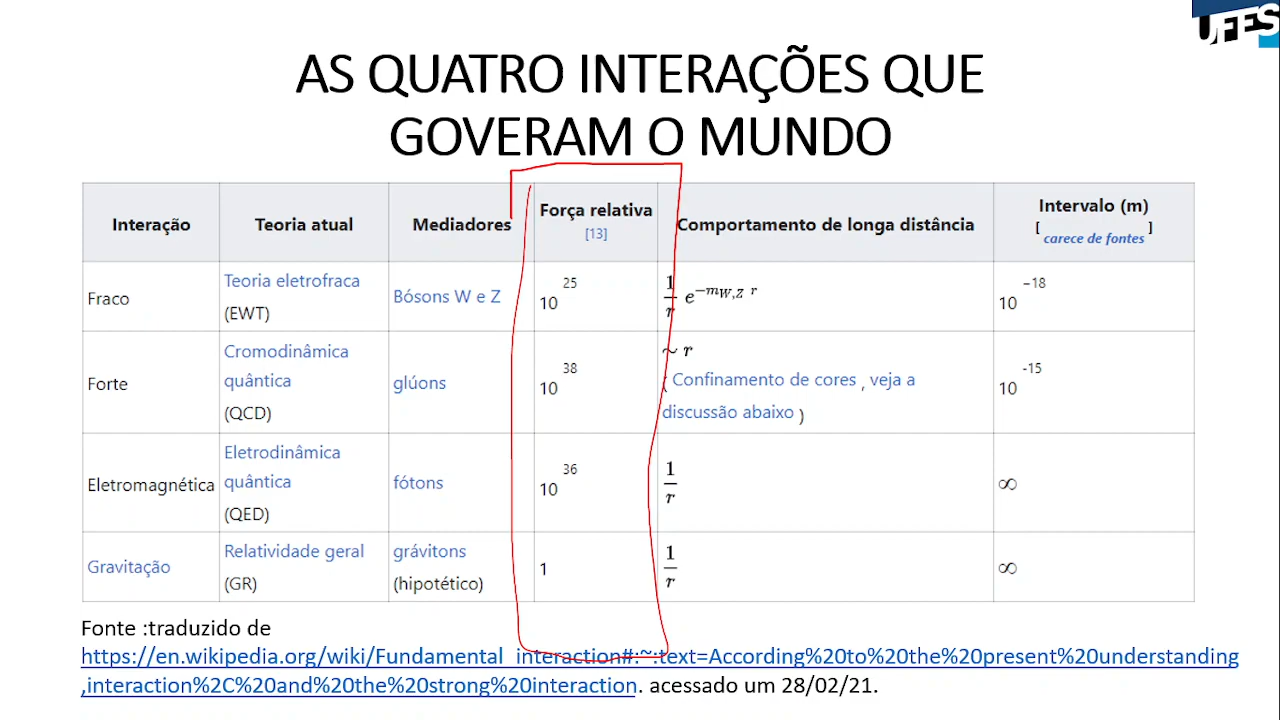 UFES
AS QUATRO INTERAÇÕES QUE
GOVERAM O MUNDO
Interação Teoria atual Mediadores Força relativa [13] Comportamento de longa distância Intervalo (m) [ carece de fontes ]
Fraco Teoria eletrofraca (EWT) Bósons W e Z 10^25 1/r e^−m_W,Z r 10^−18
Forte Cromodinâmica quântica (QCD) glúons 10^38 ~ r ( Confinamento de cores , veja a discussão abaixo ) 10^-15
Eletromagnética Eletrodinâmica quântica (QED) fótons 10^36 1/r ∞
Gravitação Relatividade geral (GR) grávitons (hipotético) 1 1/r ∞
Fonte :traduzido de
https://en.wikipedia.org/wiki/Fundamental_interaction#:~:text=According%20to%20the%20present%20understanding
,interaction%2C%20and%20the%20strong%20interaction. acessado um 28/02/21.